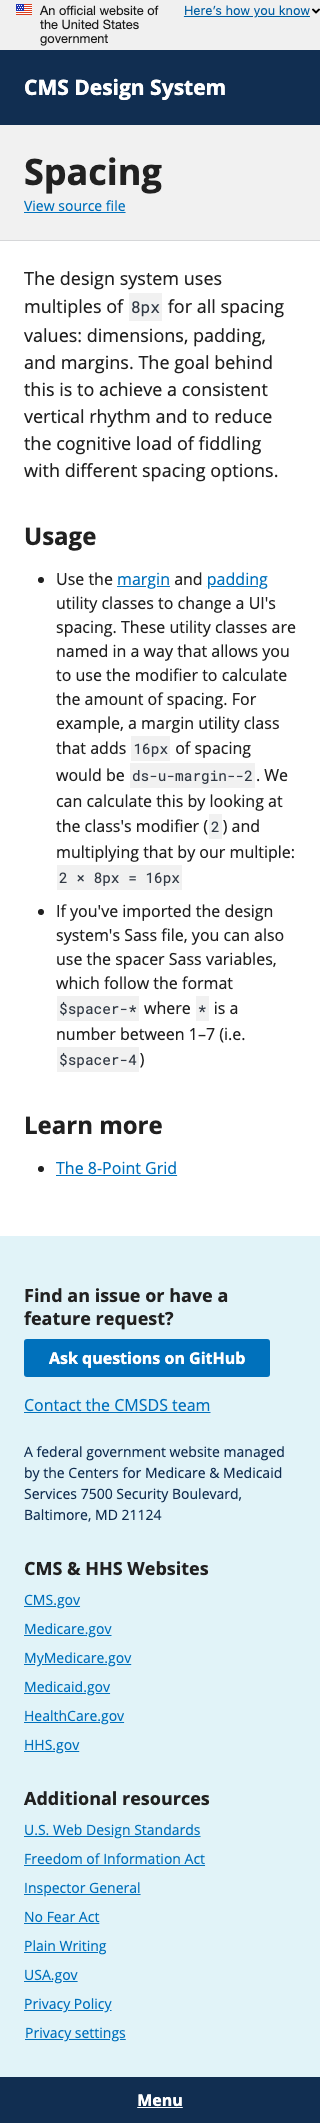 An official website of
the United States
government
Here's how you know
CMS Design System
Spacing
View source file
The design system uses
multiples of 8px for all spacing
values: dimensions, padding,
and margins. The goal behind
this is to achieve a consistent
vertical rhythm and to reduce
the cognitive load of fiddling
with different spacing options.
Usage
• Use the margin and padding
utility classes to change a UI's
spacing. These utility classes are
named in a way that allows you
to use the modifier to calculate
the amount of spacing. For
example, a margin utility class
that adds 16px of spacing
would be ds-u-margin--2. We
can calculate this by looking at
the class's modifier (2) and
multiplying that by our multiple:
2 × 8px = 16px
• If you've imported the design
system's Sass file, you can also
use the spacer Sass variables,
which follow the format
$spacer-* where * is a
number between 1–7 (i.e.
$spacer-4)
Learn more
• The 8-Point Grid
Find an issue or have a
feature request?
Ask questions on GitHub
Contact the CMSDS team
A federal government website managed
by the Centers for Medicare & Medicaid
Services 7500 Security Boulevard,
Baltimore, MD 21124
CMS & HHS Websites
CMS.gov
Medicare.gov
MyMedicare.gov
Medicaid.gov
HealthCare.gov
HHS.gov
Additional resources
U.S. Web Design Standards
Freedom of Information Act
Inspector General
No Fear Act
Plain Writing
USA.gov
Privacy Policy
Privacy settings
Menu